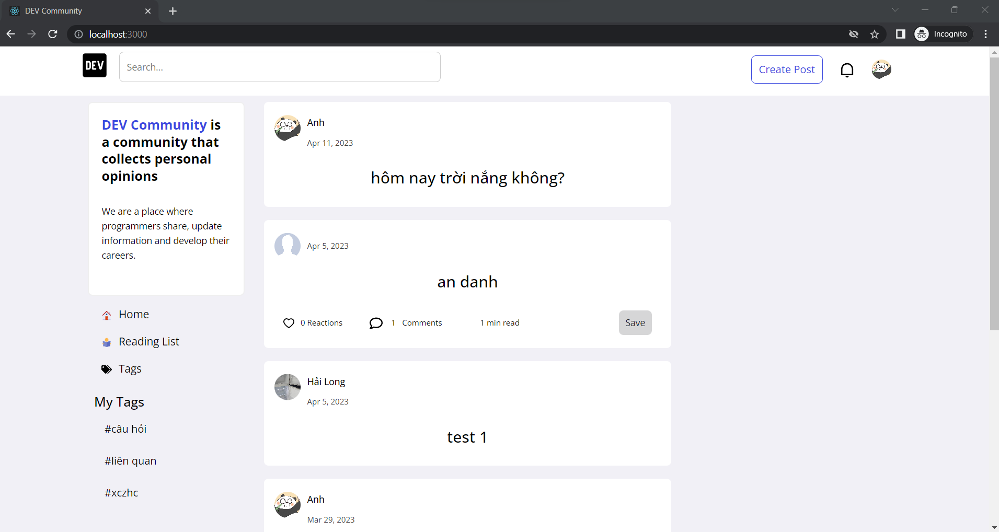 DEV Community
localhost:3000
Incognito
DEV
Search...
Create Post
DEV Community is
a community that
collects personal
opinions
We are a place where
programmers share, update
information and develop their
careers.
Home
Reading List
Tags
My Tags
#câu hỏi
#liên quan
#xczhc
Anh
Apr 11, 2023
hôm nay trời nắng không?
Apr 5, 2023
an danh
0 Reactions 1 Comments 1 min read Save
Hải Long
Apr 5, 2023
test 1
Anh
Mar 29, 2023